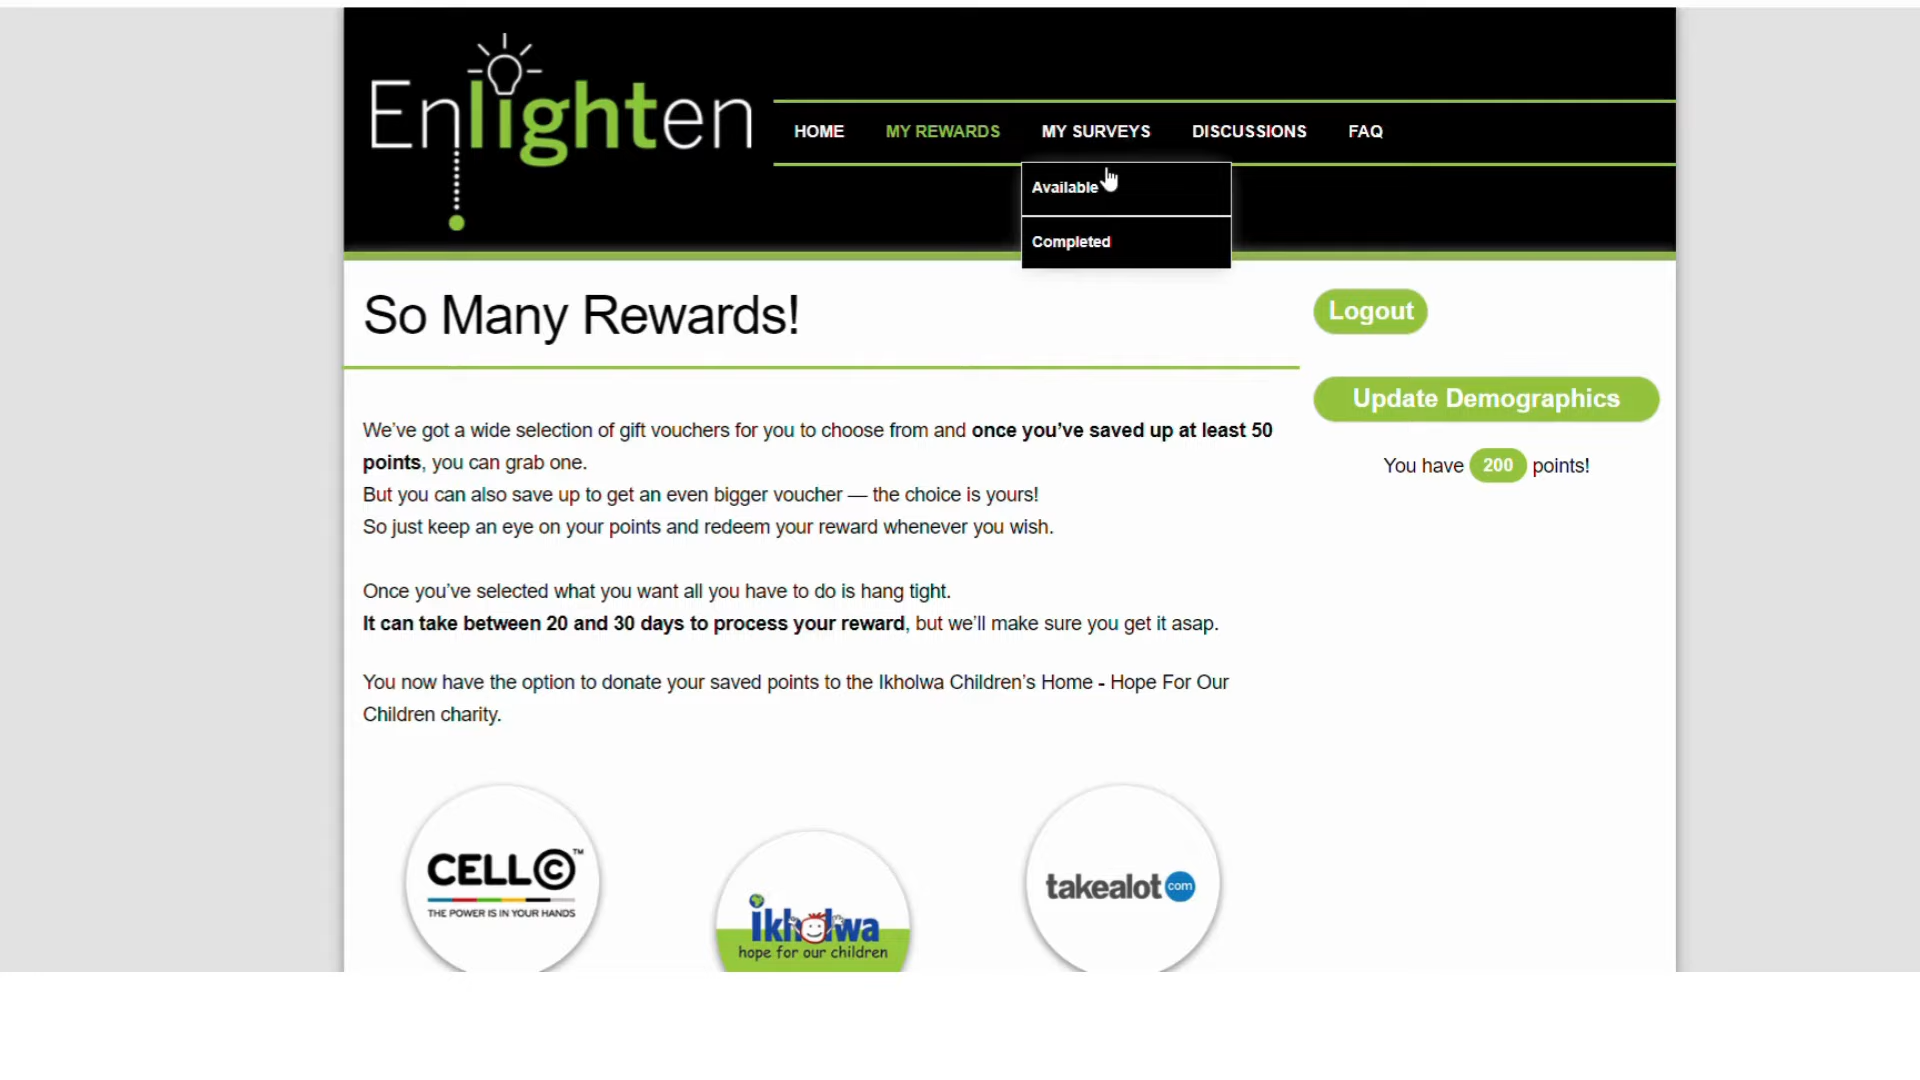 Enlighten
HOME MY REWARDS MY SURVEYS DISCUSSIONS FAQ
Available
Completed
So Many Rewards!
Logout
Update Demographics
You have 200 points!
We’ve got a wide selection of gift vouchers for you to choose from and once you’ve saved up at least 50
points, you can grab one.
But you can also save up to get an even bigger voucher — the choice is yours!
So just keep an eye on your points and redeem your reward whenever you wish.
Once you’ve selected what you want all you have to do is hang tight.
It can take between 20 and 30 days to process your reward, but we’ll make sure you get it asap.
You now have the option to donate your saved points to the Ikholwa Children’s Home - Hope For Our
Children charity.
CELL C™
THE POWER IS IN YOUR HANDS
ikholwa
hope for our children
takealot com